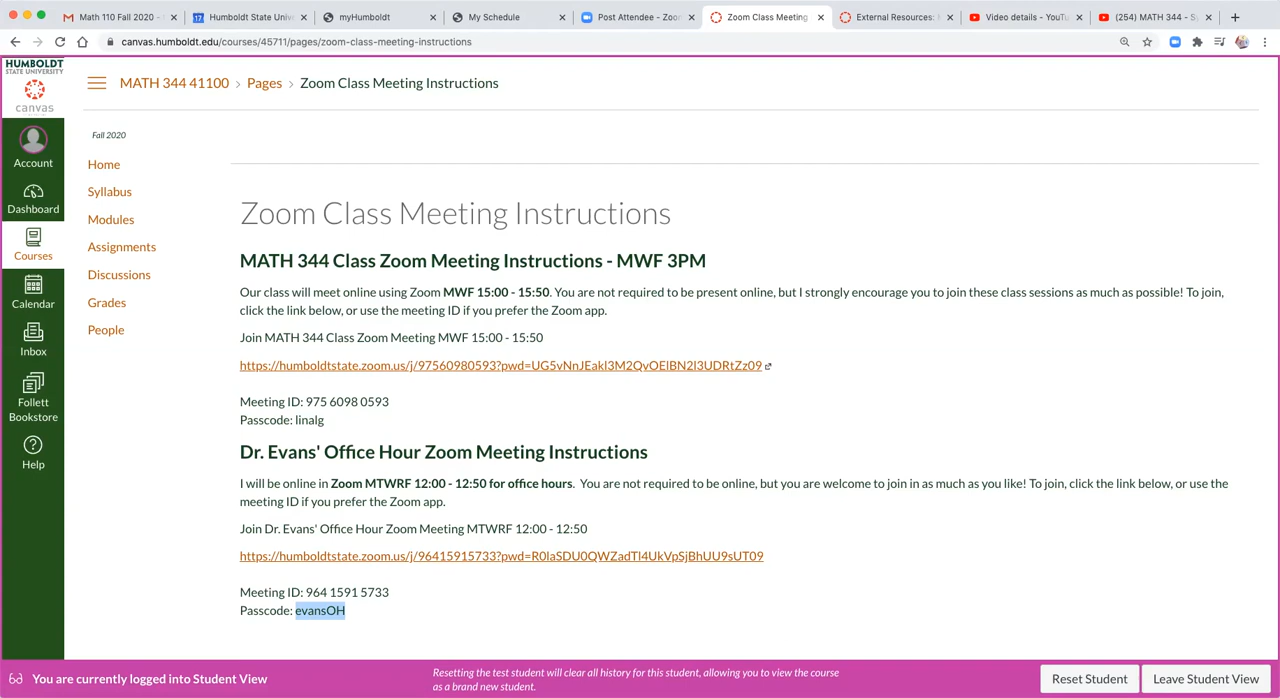 Math 110 Fall 2020 -
Humboldt State Univ
myHumboldt
My Schedule
Post Attendee - Zoom
Zoom Class Meeting
External Resources:
Video details - YouTu
(254) MATH 344 - S
canvas.humboldt.edu/courses/45711/pages/zoom-class-meeting-instructions
HUMBOLDT
STATE UNIVERSITY
canvas
Account
Dashboard
Courses
Calendar
Inbox
Follett
Bookstore
Help
MATH 344 41100 > Pages > Zoom Class Meeting Instructions
Fall 2020
Home
Syllabus
Modules
Assignments
Discussions
Grades
People
Zoom Class Meeting Instructions
MATH 344 Class Zoom Meeting Instructions - MWF 3PM
Our class will meet online using Zoom MWF 15:00 - 15:50. You are not required to be present online, but I strongly encourage you to join these class sessions as much as possible! To join,
click the link below, or use the meeting ID if you prefer the Zoom app.
Join MATH 344 Class Zoom Meeting MWF 15:00 - 15:50
https://humboldtstate.zoom.us/j/97560980593?pwd=UG5vNnJEakl3M2QvOElBN2l3UDRtZz09
Meeting ID: 975 6098 0593
Passcode: linalg
Dr. Evans' Office Hour Zoom Meeting Instructions
I will be online in Zoom MTWRF 12:00 - 12:50 for office hours. You are not required to be online, but you are welcome to join in as much as you like! To join, click the link below, or use the
meeting ID if you prefer the Zoom app.
Join Dr. Evans' Office Hour Zoom Meeting MTWRF 12:00 - 12:50
https://humboldtstate.zoom.us/j/96415915733?pwd=R0laSDU0QWZadTl4UkVpSjBhUU9sUT09
Meeting ID: 964 1591 5733
Passcode: evansOH
You are currently logged into Student View
Resetting the test student will clear all history for this student, allowing you to view the course
as a brand new student.
Reset Student
Leave Student View